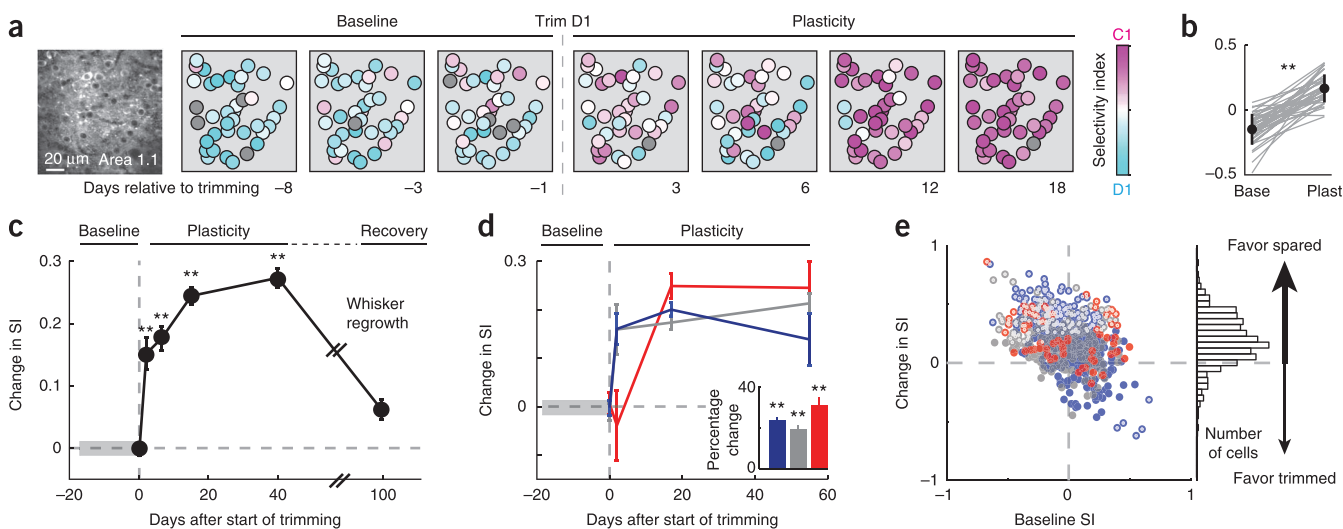 a
Baseline
Trim D1
Plasticity
20 µm
Area 1.1
Days relative to trimming
–8
–3
–1
3
6
12
18
Selectivity index
C1
D1
b
0.5
0
–0.5
**
Base
Plast
c
Baseline
Plasticity
Recovery
Change in SI
0.3
0.2
0.1
0
**
**
**
**
Whisker
regrowth
–20
0
20
40
100
Days after start of trimming
d
Baseline
Plasticity
Change in SI
0.3
0
Percentage
change
40
0
**
**
**
–20
0
20
40
60
Days after start of trimming
e
Change in SI
1
0
–1
–1
0
1
Baseline SI
Number
of cells
Favor spared
Favor trimmed